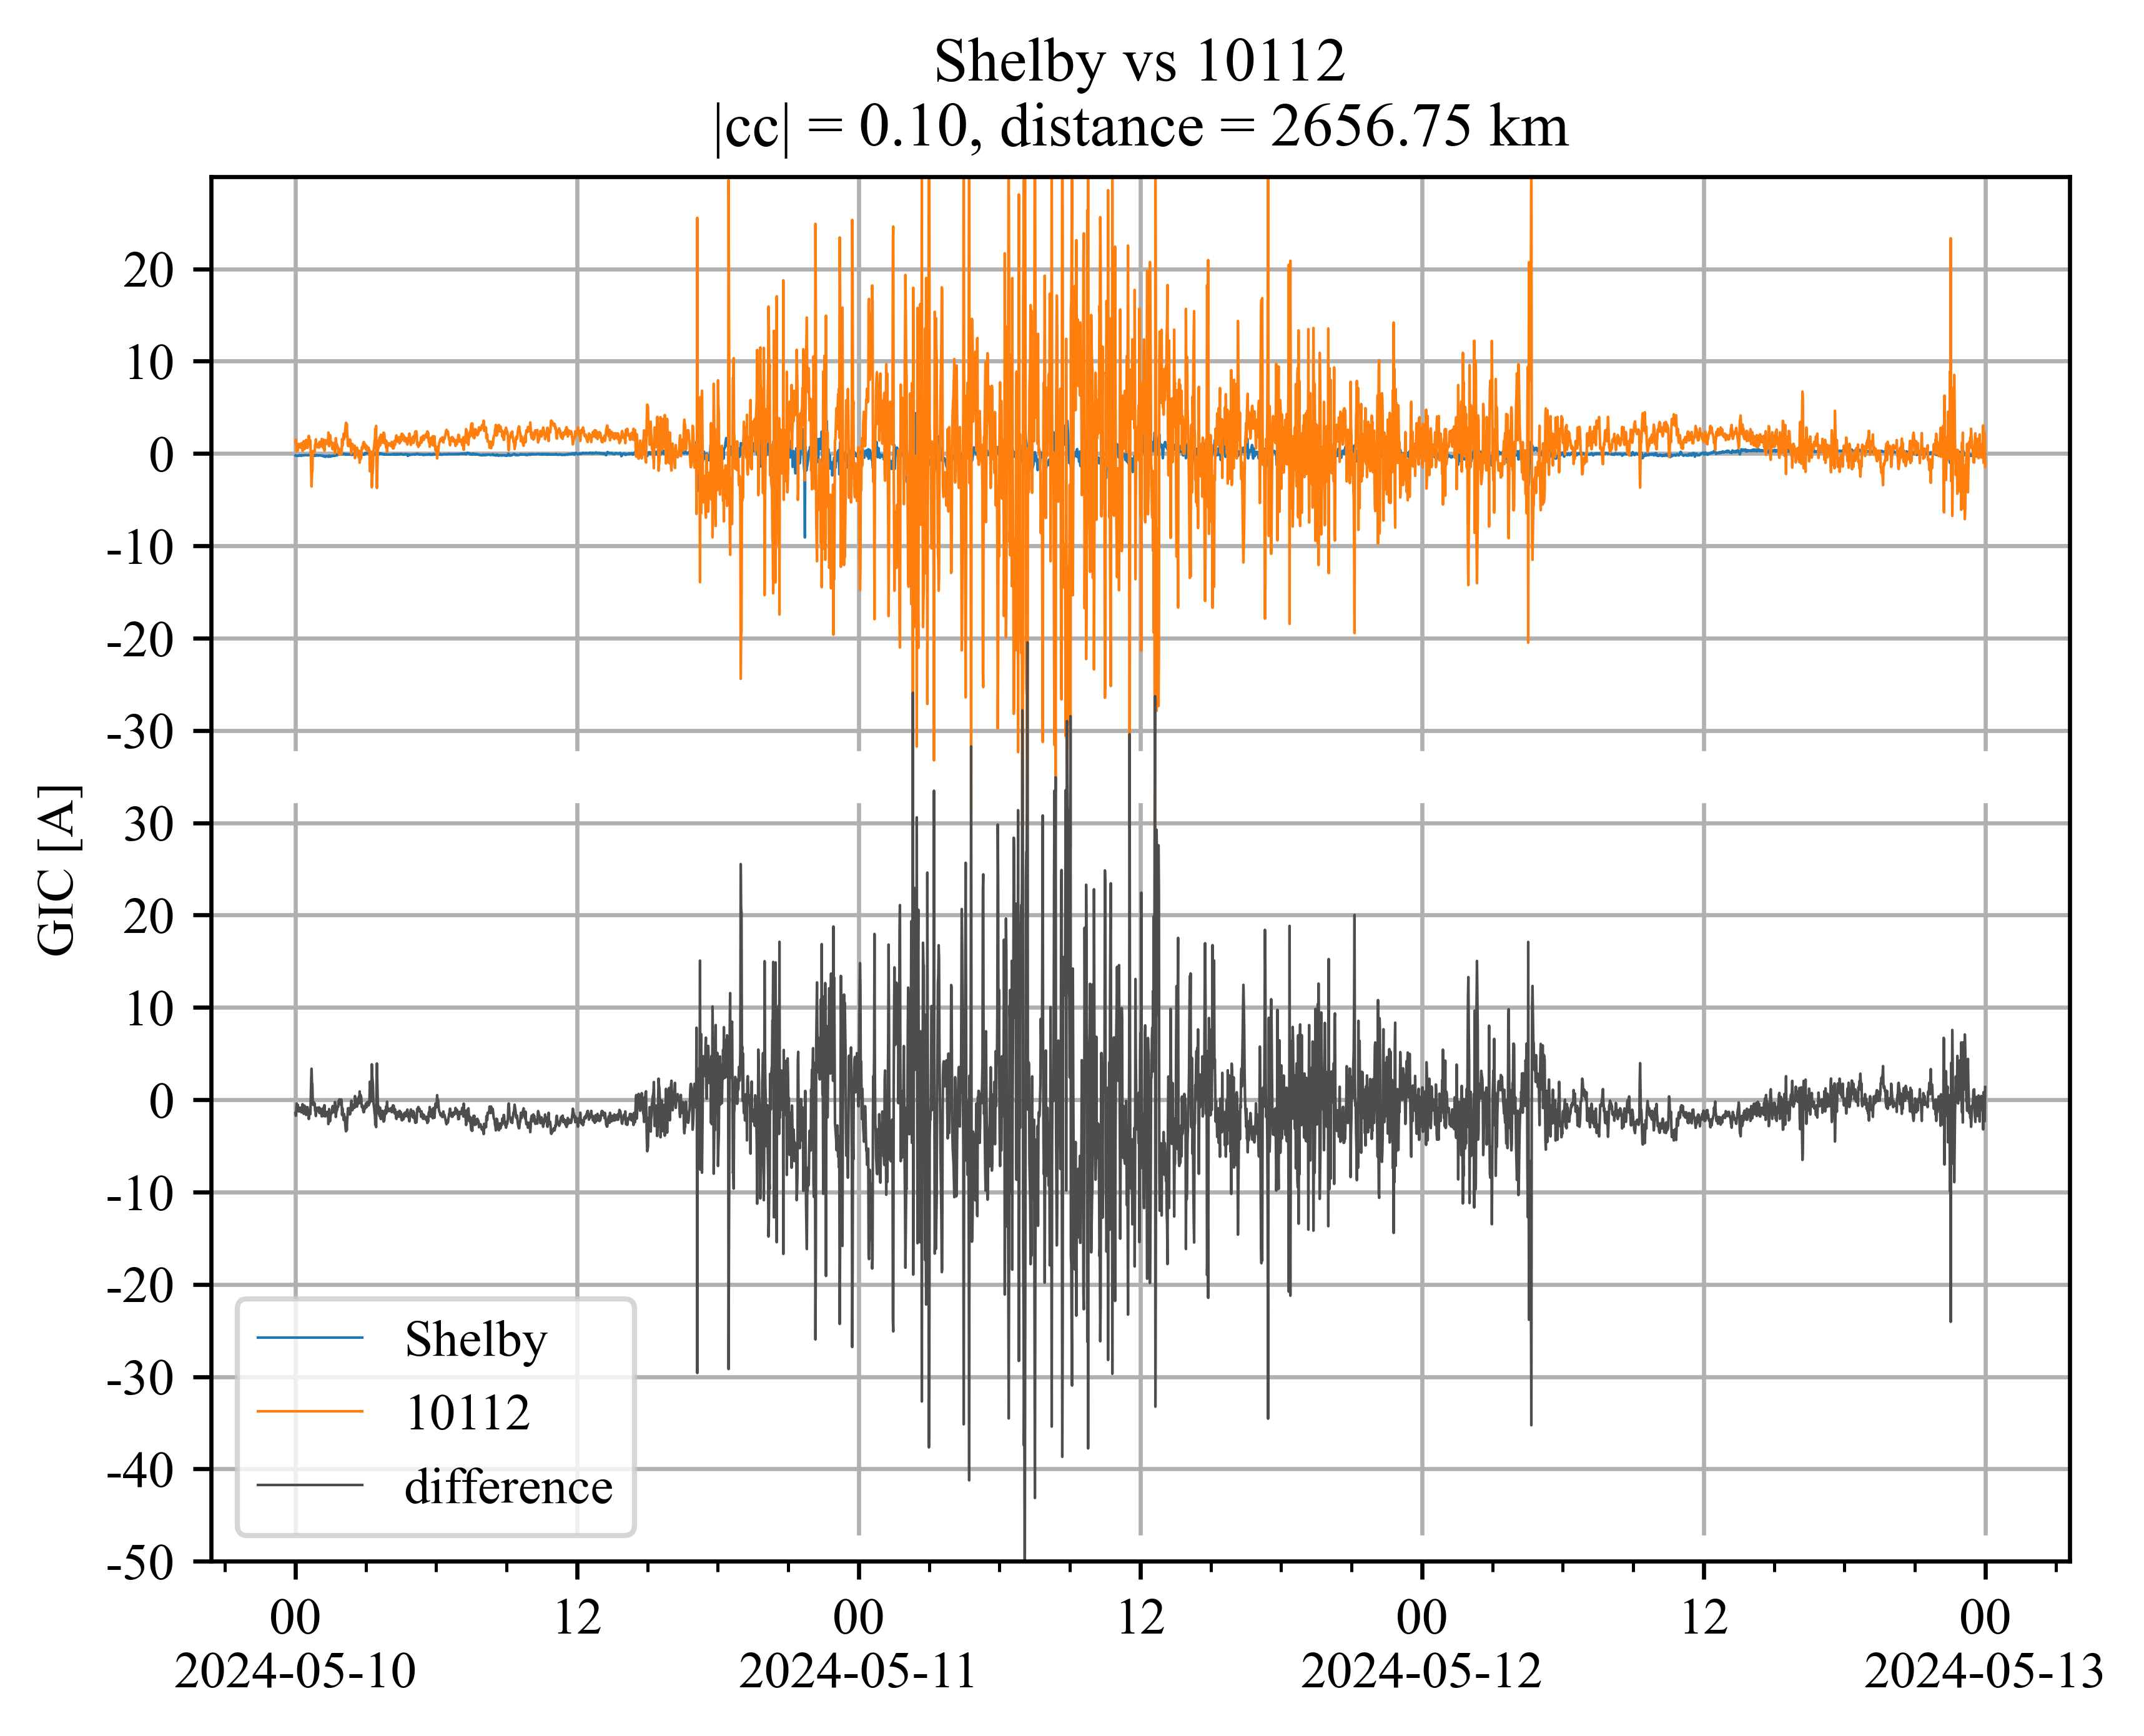 Shelby vs 10112
|cc| = 0.10, distance = 2656.75 km
20
10
0
-10
-20
-30
30
20
10
0
-10
-20
-30
-40
-50
GIC [A]
Shelby
10112
difference
00 12 00 12 00 12 00
2024-05-10 2024-05-11 2024-05-12 2024-05-13